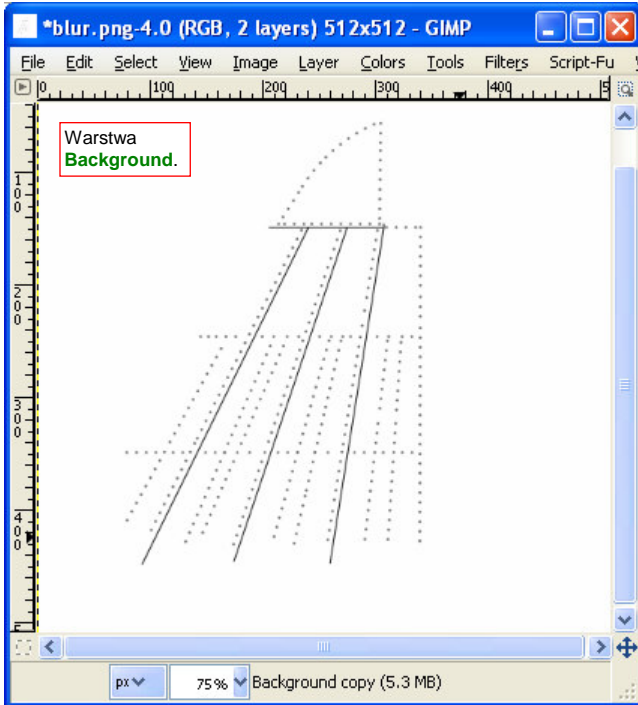 *blur.png-4.0 (RGB, 2 layers) 512x512 - GIMP
File Edit Select View Image Layer Colors Tools Filters Script-Fu
0 100 200 300 400 5
Warstwa
Background.
100
200
300
400
px 75% Background copy (5.3 MB)